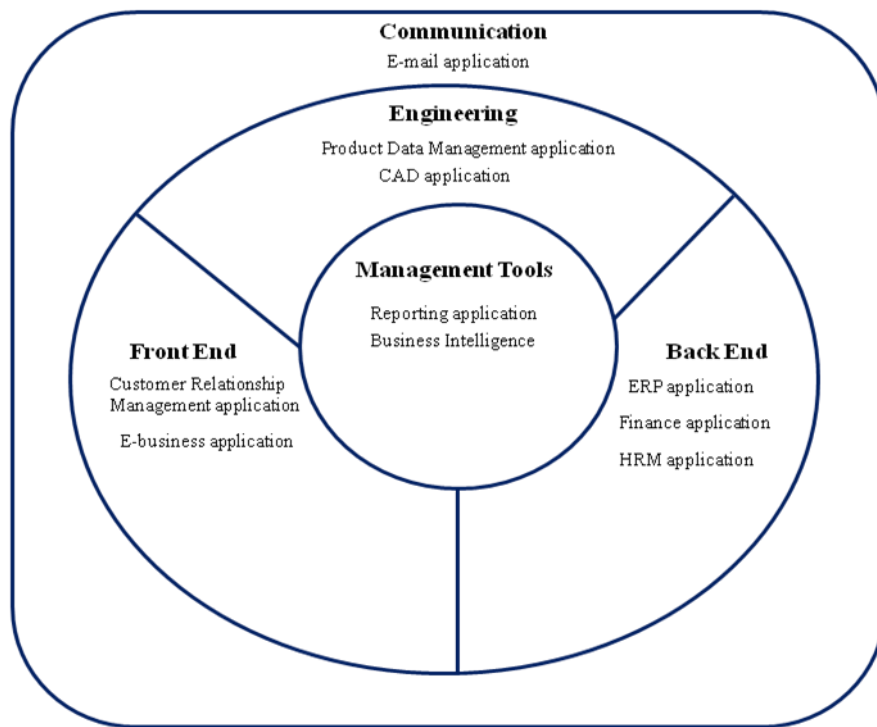 Communication
E-mail application
Engineering
Product Data Management application
CAD application
Management Tools
Reporting application
Business Intelligence
Front End
Customer Relationship
Management application
E-business application
Back End
ERP application
Finance application
HRM application